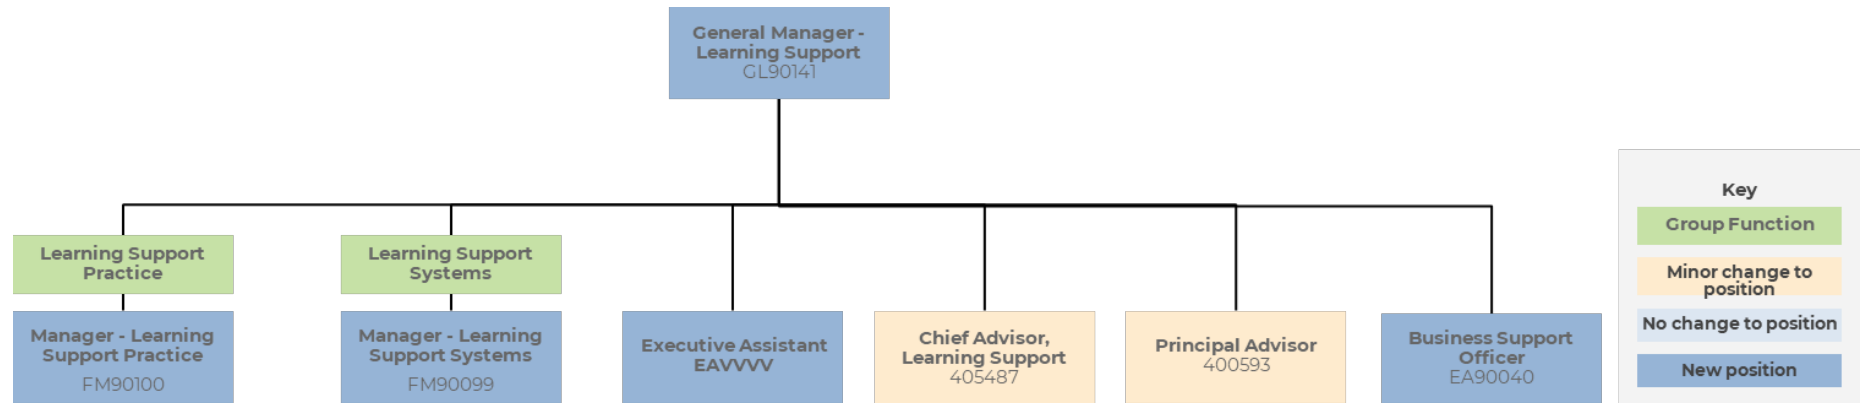 General Manager -
Learning Support
GL90141
Learning Support
Practice
Manager - Learning
Support Practice
FM90100
Learning Support
Systems
Manager - Learning
Support Systems
FM90099
Executive Assistant
EAVVVV
Chief Advisor,
Learning Support
405487
Principal Advisor
400593
Business Support
Officer
EA90040
Key
Group Function
Minor change to
position
No change to position
New position